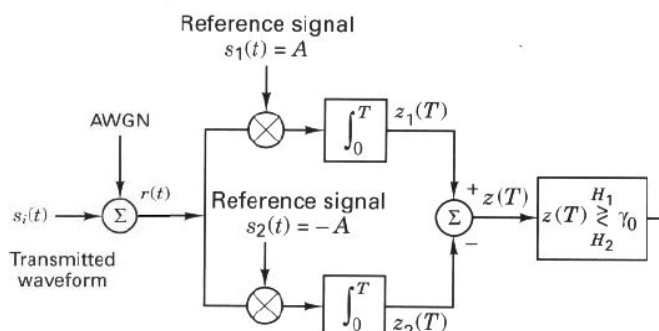 Reference signal
s₁(t) = A
AWGN
∫₀ᵀ
z₁(T)
r(t)
sᵢ(t)
Σ
Transmitted
waveform
Reference signal
s₂(t) = −A
∫₀ᵀ
z₂(T)
+
Σ
−
z(T)
H₁
z(T) ≷ γ₀
H₂